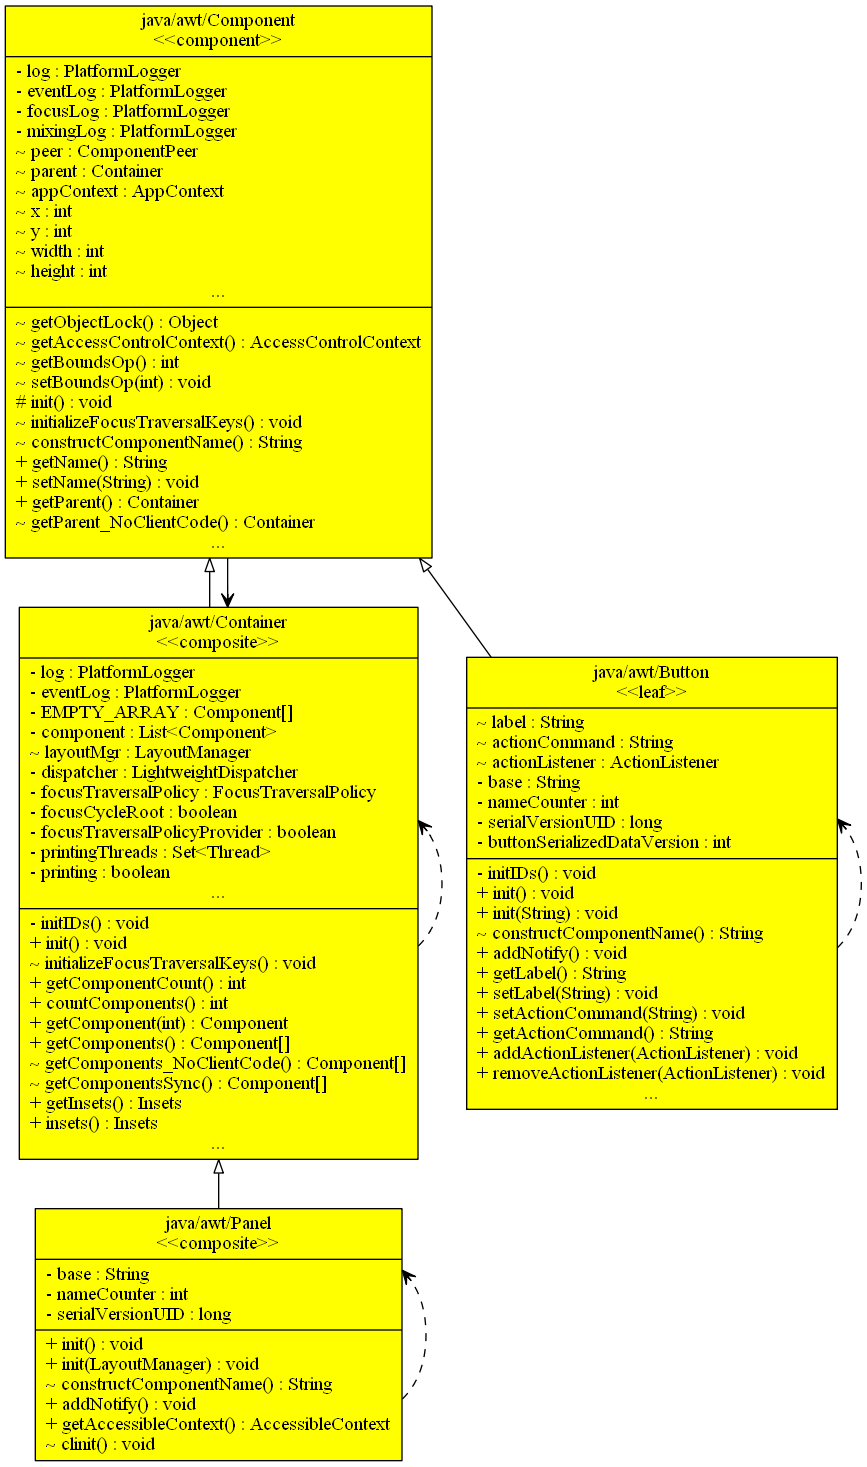 java/awt/Component
<<component>>
- log : PlatformLogger
- eventLog : PlatformLogger
- focusLog : PlatformLogger
- mixingLog : PlatformLogger
~ peer : ComponentPeer
~ parent : Container
~ appContext : AppContext
~ x : int
~ y : int
~ width : int
~ height : int
...
~ getObjectLock() : Object
~ getAccessControlContext() : AccessControlContext
~ getBoundsOp() : int
~ setBoundsOp(int) : void
# init() : void
~ initializeFocusTraversalKeys() : void
~ constructComponentName() : String
+ getName() : String
+ setName(String) : void
+ getParent() : Container
~ getParent_NoClientCode() : Container
...
java/awt/Container
<<composite>>
- log : PlatformLogger
- eventLog : PlatformLogger
- EMPTY_ARRAY : Component[]
- component : List<Component>
~ layoutMgr : LayoutManager
- dispatcher : LightweightDispatcher
- focusTraversalPolicy : FocusTraversalPolicy
- focusCycleRoot : boolean
- focusTraversalPolicyProvider : boolean
- printingThreads : Set<Thread>
- printing : boolean
...
- initIDs() : void
+ init() : void
~ initializeFocusTraversalKeys() : void
+ getComponentCount() : int
+ countComponents() : int
+ getComponent(int) : Component
+ getComponents() : Component[]
~ getComponents_NoClientCode() : Component[]
~ getComponentsSync() : Component[]
+ getInsets() : Insets
+ insets() : Insets
...
java/awt/Button
<<leaf>>
~ label : String
~ actionCommand : String
~ actionListener : ActionListener
- base : String
- nameCounter : int
- serialVersionUID : long
- buttonSerializedDataVersion : int
- initIDs() : void
+ init() : void
+ init(String) : void
~ constructComponentName() : String
+ addNotify() : void
+ getLabel() : String
+ setLabel(String) : void
+ setActionCommand(String) : void
+ getActionCommand() : String
+ addActionListener(ActionListener) : void
+ removeActionListener(ActionListener) : void
...
java/awt/Panel
<<composite>>
- base : String
- nameCounter : int
- serialVersionUID : long
+ init() : void
+ init(LayoutManager) : void
~ constructComponentName() : String
+ addNotify() : void
+ getAccessibleContext() : AccessibleContext
~ clinit() : void